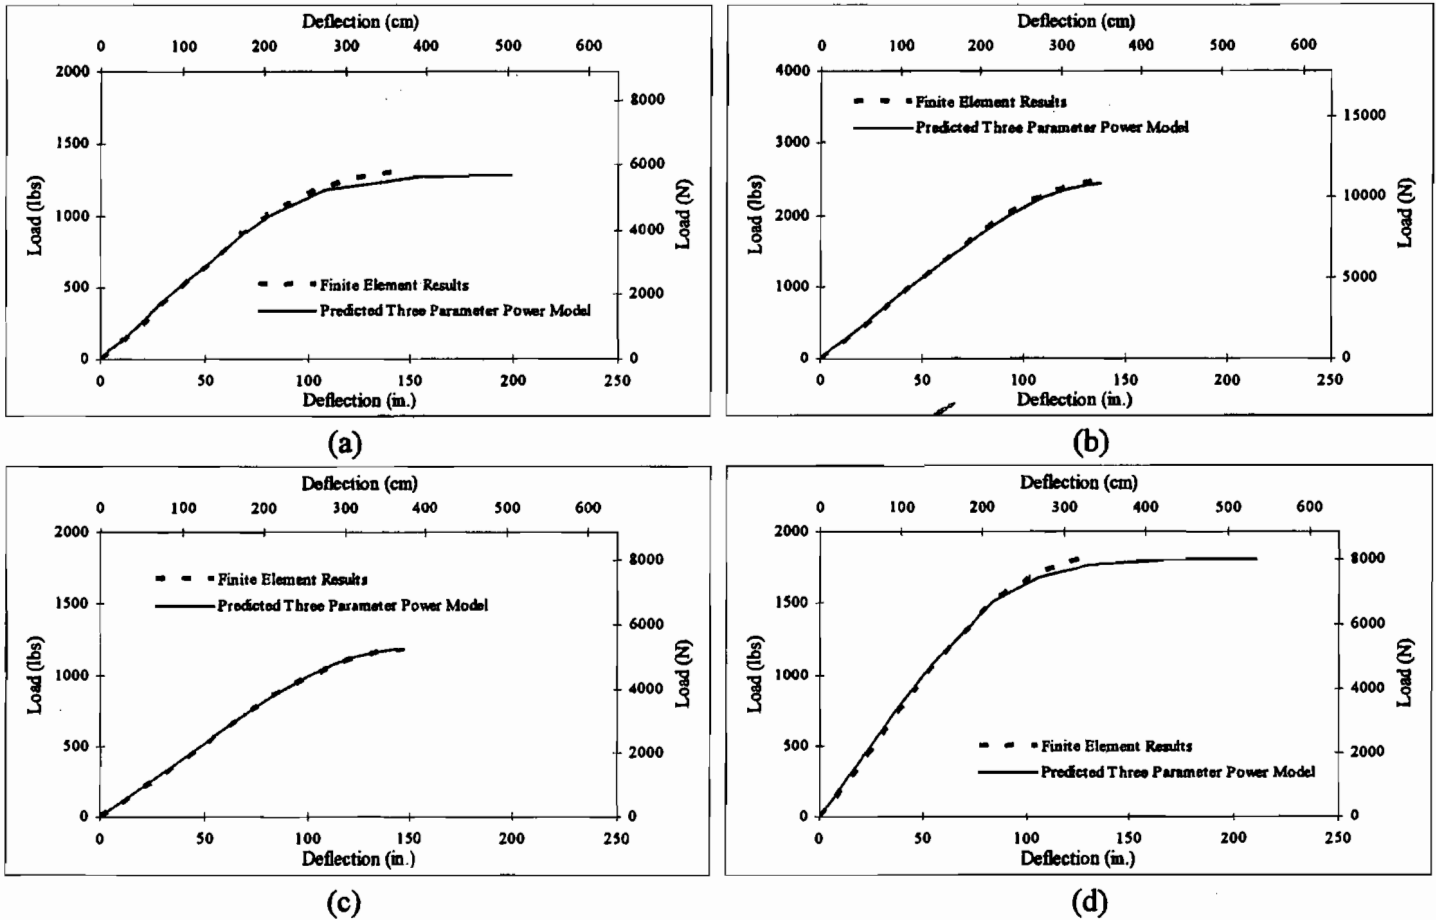 Deflection (cm)
0 100 200 300 400 500 600
2000
1500
1000
500
0
Load (lbs)
8000
6000
4000
2000
0
Load (N)
Finite Element Results
Predicted Three Parameter Power Model
0 50 100 150 200 250
Deflection (in.)
(a)
Deflection (cm)
0 100 200 300 400 500 600
4000
3000
2000
1000
0
Load (lbs)
15000
10000
5000
0
Load (N)
Finite Element Results
Predicted Three Parameter Power Model
0 50 100 150 200 250
Deflection (in.)
(b)
Deflection (cm)
0 100 200 300 400 500 600
2000
1500
1000
500
0
Load (lbs)
8000
6000
4000
2000
0
Load (N)
Finite Element Results
Predicted Three Parameter Power Model
0 50 100 150 200 250
Deflection (in.)
(c)
Deflection (cm)
0 100 200 300 400 500 600
2000
1500
1000
500
0
Load (lbs)
8000
6000
4000
2000
0
Load (N)
Finite Element Results
Predicted Three Parameter Power Model
0 50 100 150 200 250
Deflection (in.)
(d)